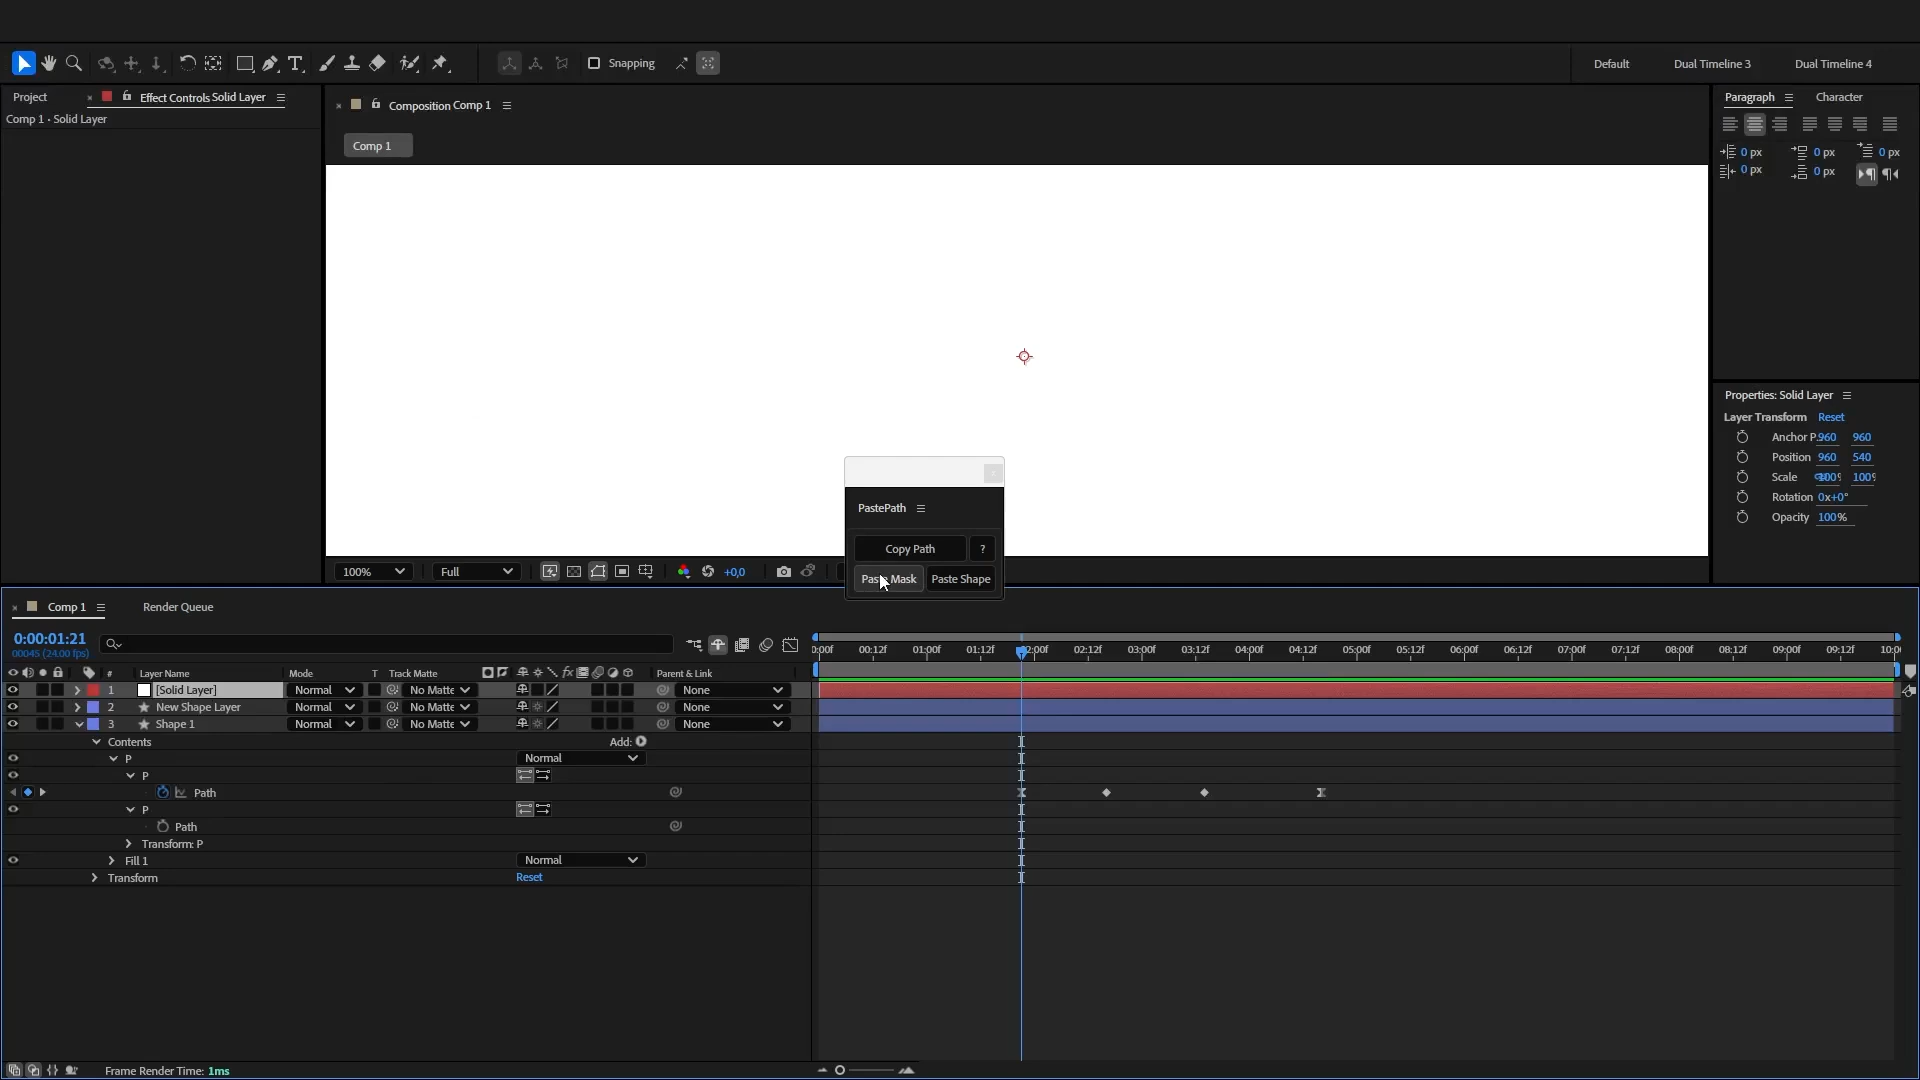 Snapping
Default
Dual Timeline 3
Dual Timeline 4
Project
Effect Controls Solid Layer
Composition Comp 1
Paragraph
Character
Comp 1 • Solid Layer
Comp 1
0 px
0 px
0 px
0 px
0 px
Properties: Solid Layer
Layer Transform
Reset
Anchor P.
960
960
Position
960
540
Scale
100%
Rotation
0x+0°
Opacity
100%
PastePath
Copy Path
?
Mask
Paste Shape
100%
Full
+0,0
Comp 1
Render Queue
0:00:01:21
00045 (24.00 fps)
00:12f
01:00f
01:12f
02:12f
03:00f
03:12f
04:00f
04:12f
05:00f
05:12f
06:00f
06:12f
07:00f
07:12f
08:00f
08:12f
09:00f
09:12f
#
Layer Name
Mode
T
Track Matte
fx
Parent & Link
1
[Solid Layer]
Normal
No Matte
None
2
New Shape Layer
Normal
No Matte
None
3
Shape 1
Normal
No Matte
None
Contents
Add:
P
Normal
P
Path
P
Path
Transform: P
Fill 1
Normal
Transform
Reset
Frame Render Time: 1ms